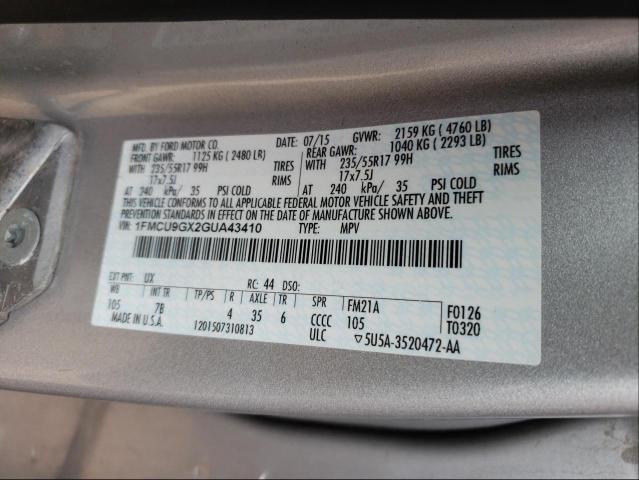 MFD. BY FORD MOTOR CO. DATE: 07/15 GVWR: 2159 KG ( 4760 LB)
FRONT GAWR: 1125 KG ( 2480 LB) REAR GAWR: 1040 KG ( 2293 LB)
WITH 235/55R17 99H TIRES WITH 235/55R17 99H TIRES
17x7.5J RIMS 17x7.5J RIMS
AT 240 kPa/ 35 PSI COLD AT 240 kPa/ 35 PSI COLD
THIS VEHICLE CONFORMS TO ALL APPLICABLE FEDERAL MOTOR VEHICLE SAFETY AND THEFT
PREVENTION STANDARDS IN EFFECT ON THE DATE OF MANUFACTURE SHOWN ABOVE.
VIN: 1FMCU9GX2GUA43410 TYPE: MPV
EXT PNT: UX RC: 44 DSO:
WB INT TR TP/PS R AXLE TR SPR FM21A F0126
105 7B 4 35 6 CCCC 105 T0320
MADE IN U.S.A. 1201507310813 ULC ▽5U5A-3520472-AA